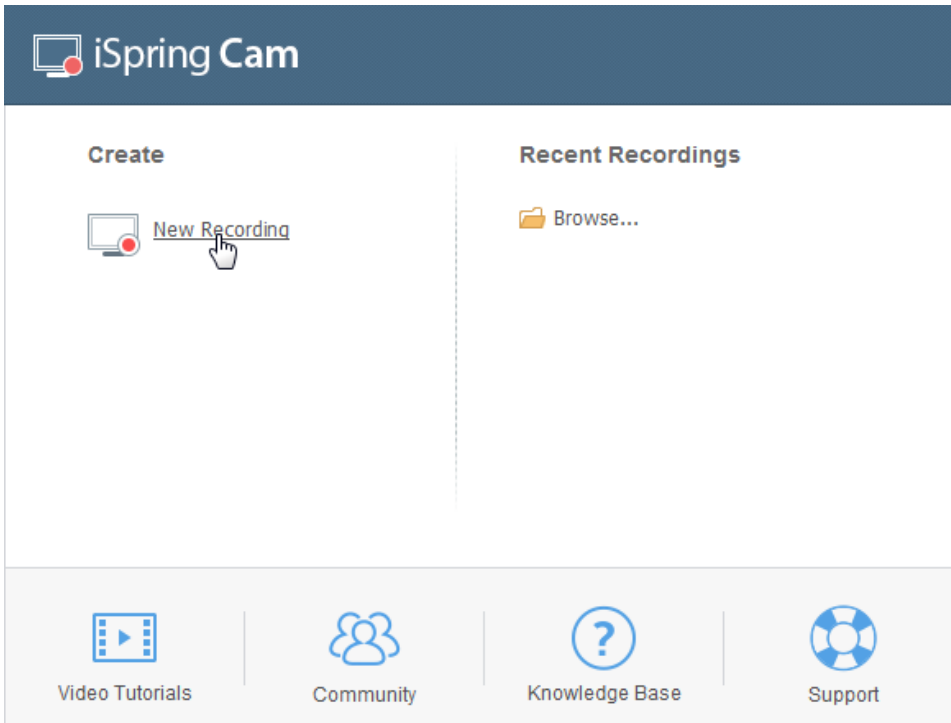 iSpring Cam
Create
New Recording
Recent Recordings
Browse...
Video Tutorials
Community
Knowledge Base
Support